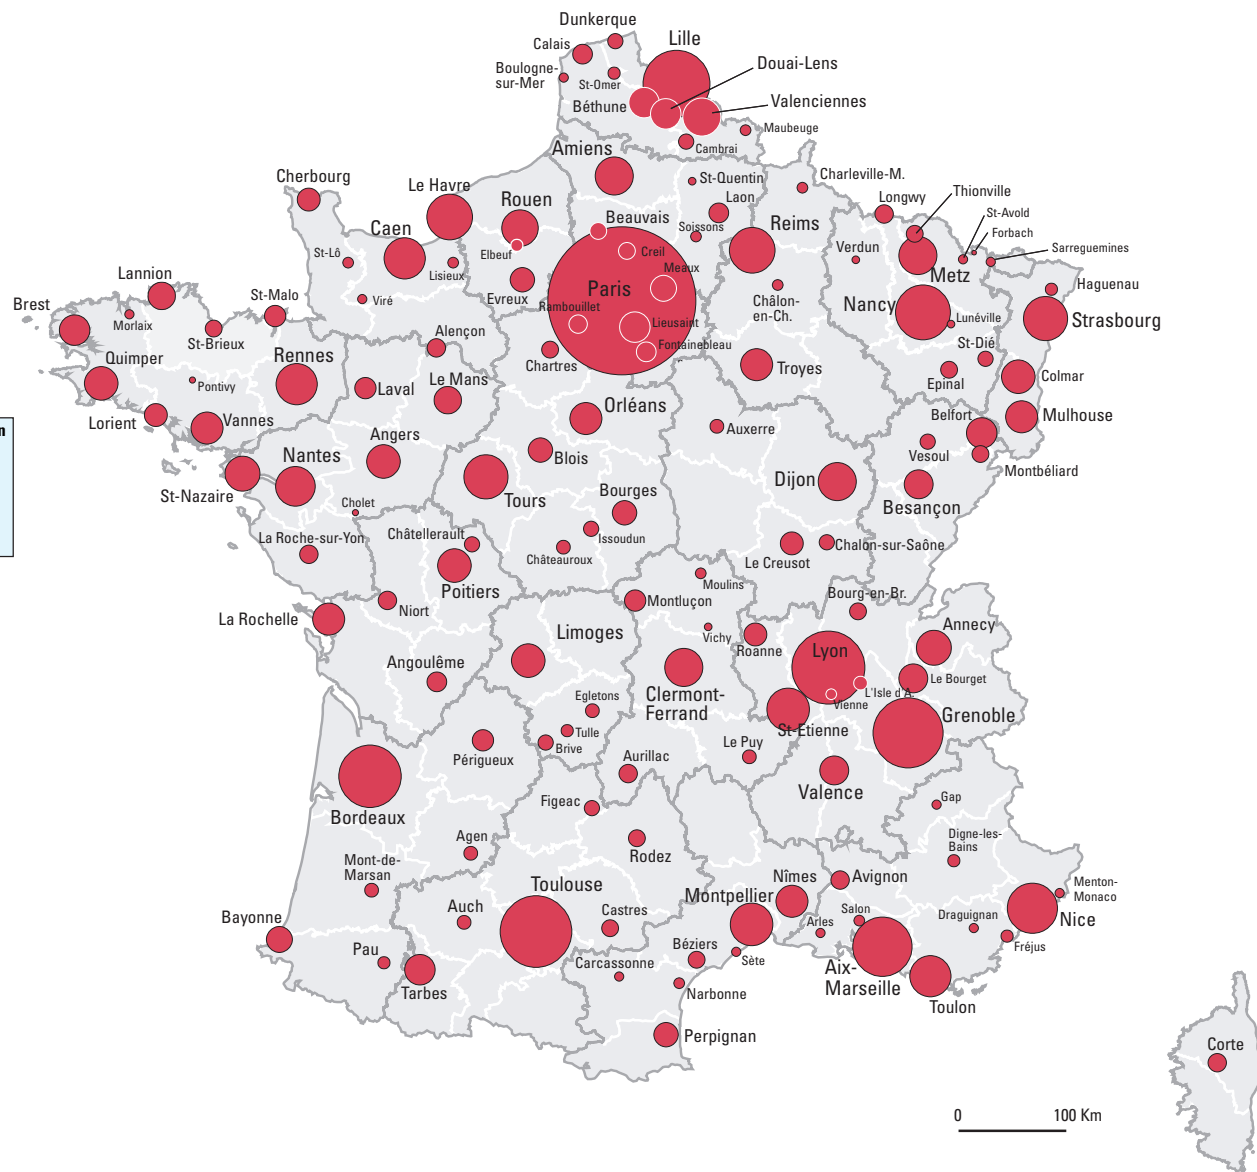 Dunkerque
Lille
Calais
Douai-Lens
Boulogne-
sur-Mer
St-Omer
Béthune
Valenciennes
Maubeuge
Cambrai
Amiens
St-Quentin
Charleville-M.
Cherbourg
Le Havre
Rouen
Laon
Longwy
Thionville
Beauvais
Reims
St-Avold
Caen
Soissons
Forbach
St-Lô
Elbeuf
Creil
Verdun
Sarreguemines
Lisieux
Meaux
Metz
Lannion
Evreux
Paris
Châlon-
en-Ch.
Nancy
Haguenau
Brest
St-Malo
Viré
Rambouillet
Lieusaint
Lunéville
Strasbourg
Morlaix
St-Brieux
Alençon
Fontainebleau
St-Dié
Quimper
Rennes
Chartres
Troyes
Epinal
Colmar
Pontivy
Laval
Le Mans
Orléans
Belfort
Mulhouse
Lorient
Vannes
Auxerre
n
Angers
Blois
Vesoul
Montbéliard
Nantes
Dijon
St-Nazaire
Tours
Bourges
Besançon
Cholet
La Roche-sur-Yon
Châtellerault
Issoudun
Châteauroux
Le Creusot
Chalon-sur-Saône
Poitiers
Moulins
Bourg-en-Br.
Niort
Montluçon
La Rochelle
Limoges
Vichy
Roanne
Lyon
Annecy
Angoulême
Clermont-
Ferrand
Le Bourget
L'Isle d'A.
Vienne
Egletons
St-Etienne
Grenoble
Tulle
Brive
Le Puy
Périgueux
Aurillac
Valence
Bordeaux
Figeac
Gap
Agen
Rodez
Digne-les-
Bains
Mont-de-
Marsan
Toulouse
Montpellier
Nîmes
Avignon
Menton-
Monaco
Bayonne
Auch
Castres
Arles
Salon
Draguignan
Nice
Pau
Béziers
Sète
Fréjus
Carcassonne
Aix-
Marseille
Tarbes
Narbonne
Toulon
Perpignan
Corte
0 100 Km